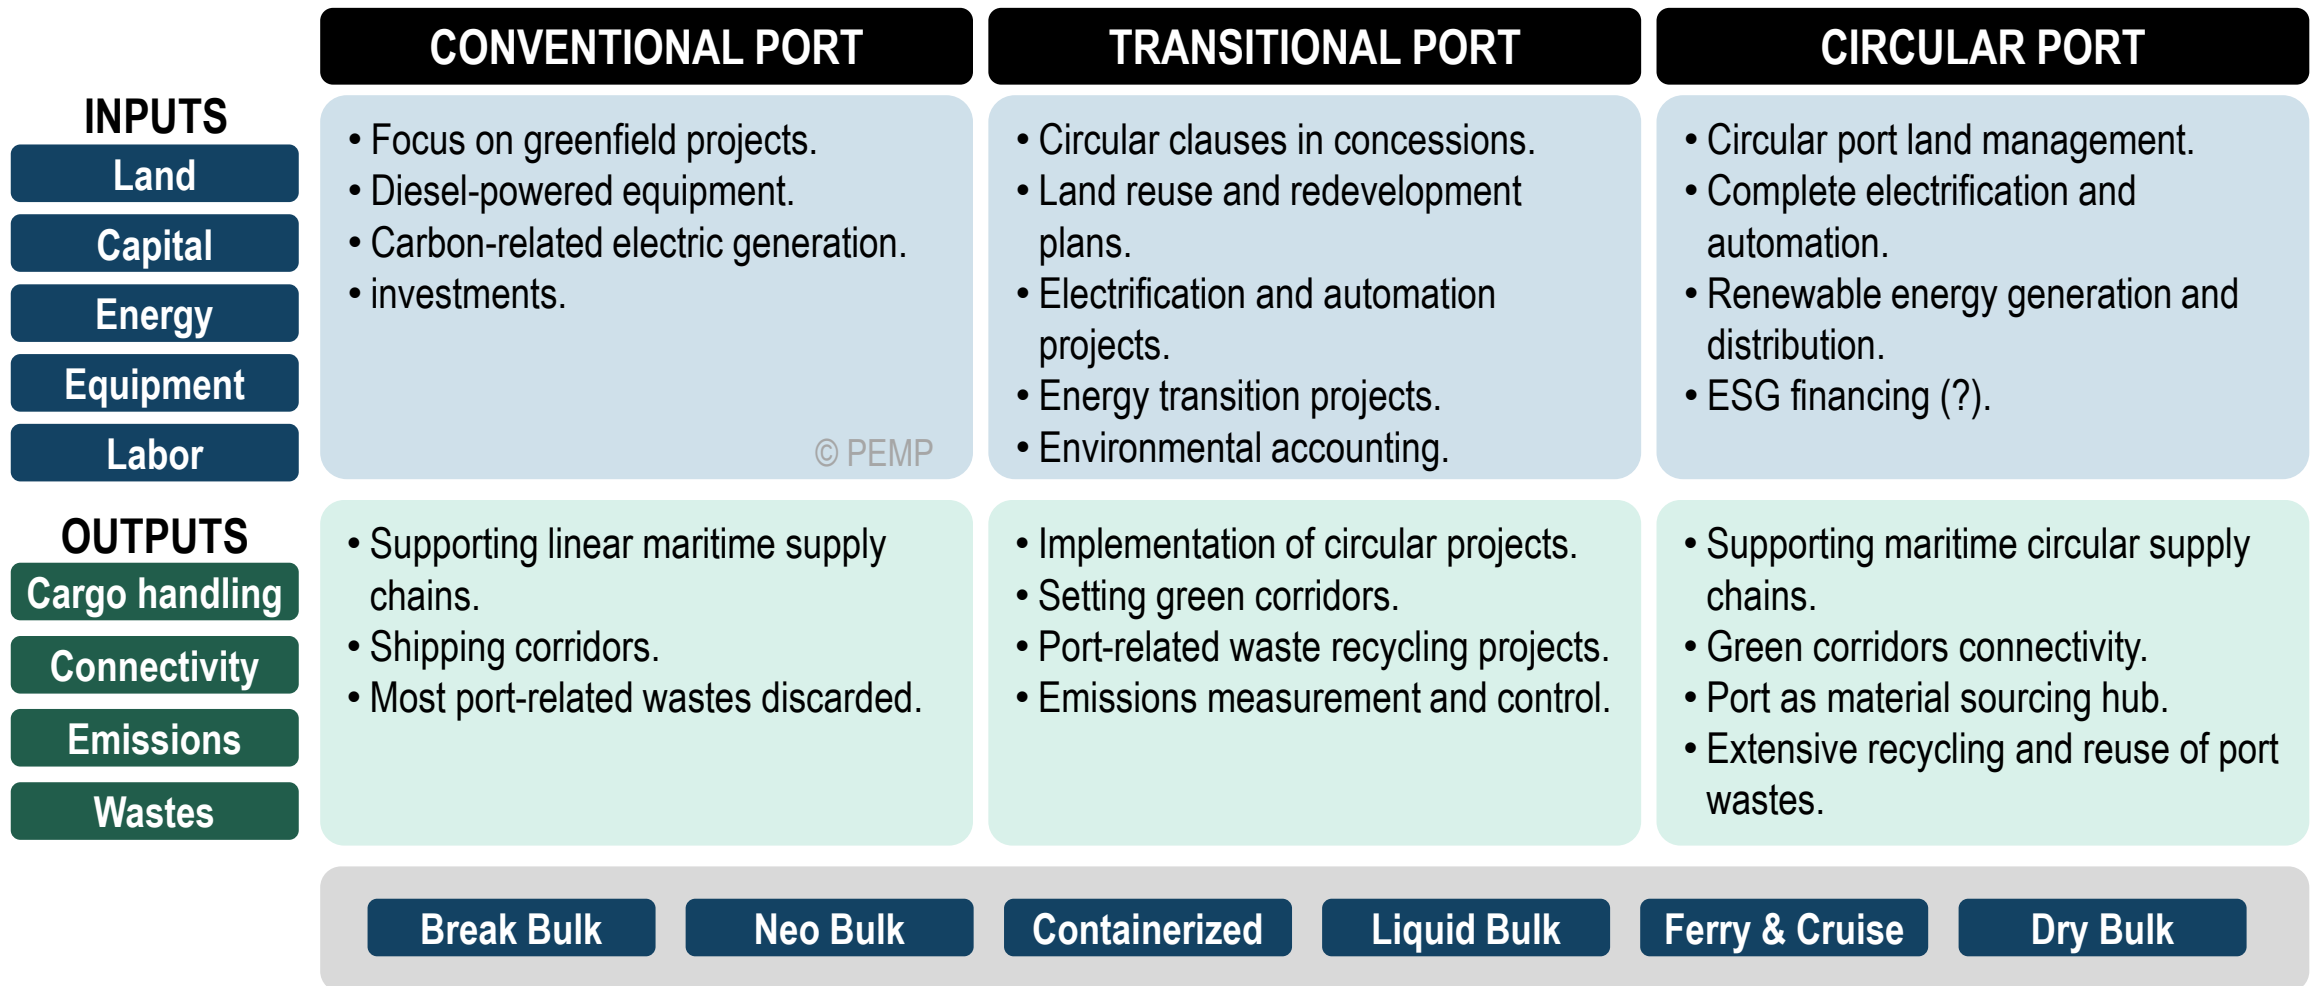 CONVENTIONAL PORT
TRANSITIONAL PORT
CIRCULAR PORT
INPUTS
Land
Capital
Energy
Equipment
Labor
• Focus on greenfield projects.
• Diesel-powered equipment.
• Carbon-related electric generation.
• investments.
© PEMP
• Circular clauses in concessions.
• Land reuse and redevelopment
plans.
• Electrification and automation
projects.
• Energy transition projects.
• Environmental accounting.
• Circular port land management.
• Complete electrification and
automation.
• Renewable energy generation and
distribution.
• ESG financing (?).
OUTPUTS
Cargo handling
Connectivity
Emissions
Wastes
• Supporting linear maritime supply
chains.
• Shipping corridors.
• Most port-related wastes discarded.
• Implementation of circular projects.
• Setting green corridors.
• Port-related waste recycling projects.
• Emissions measurement and control.
• Supporting maritime circular supply
chains.
• Green corridors connectivity.
• Port as material sourcing hub.
• Extensive recycling and reuse of port
wastes.
Break Bulk
Neo Bulk
Containerized
Liquid Bulk
Ferry & Cruise
Dry Bulk